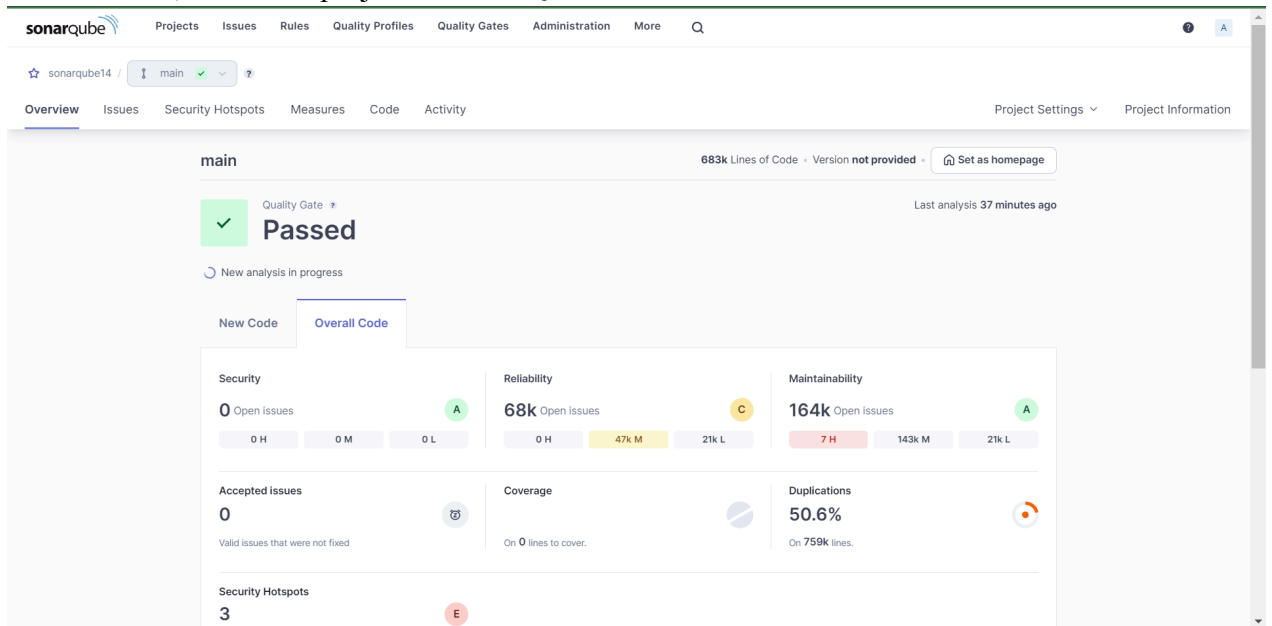 sonarqube Projects Issues Rules Quality Profiles Quality Gates Administration More ? A
sonarqube14 / main ?
Overview Issues Security Hotspots Measures Code Activity Project Settings Project Information
main 683k Lines of Code • Version not provided • Set as homepage
Quality Gate ? Last analysis 37 minutes ago
Passed
New analysis in progress
New Code Overall Code
Security Reliability Maintainability
0 Open issues A 68k Open issues C 164k Open issues A
0 H 0 M 0 L 0 H 47k M 21k L 7 H 143k M 21k L
Accepted issues Coverage Duplications
0 50.6%
Valid issues that were not fixed On 0 lines to cover. On 759k lines.
Security Hotspots
3 E